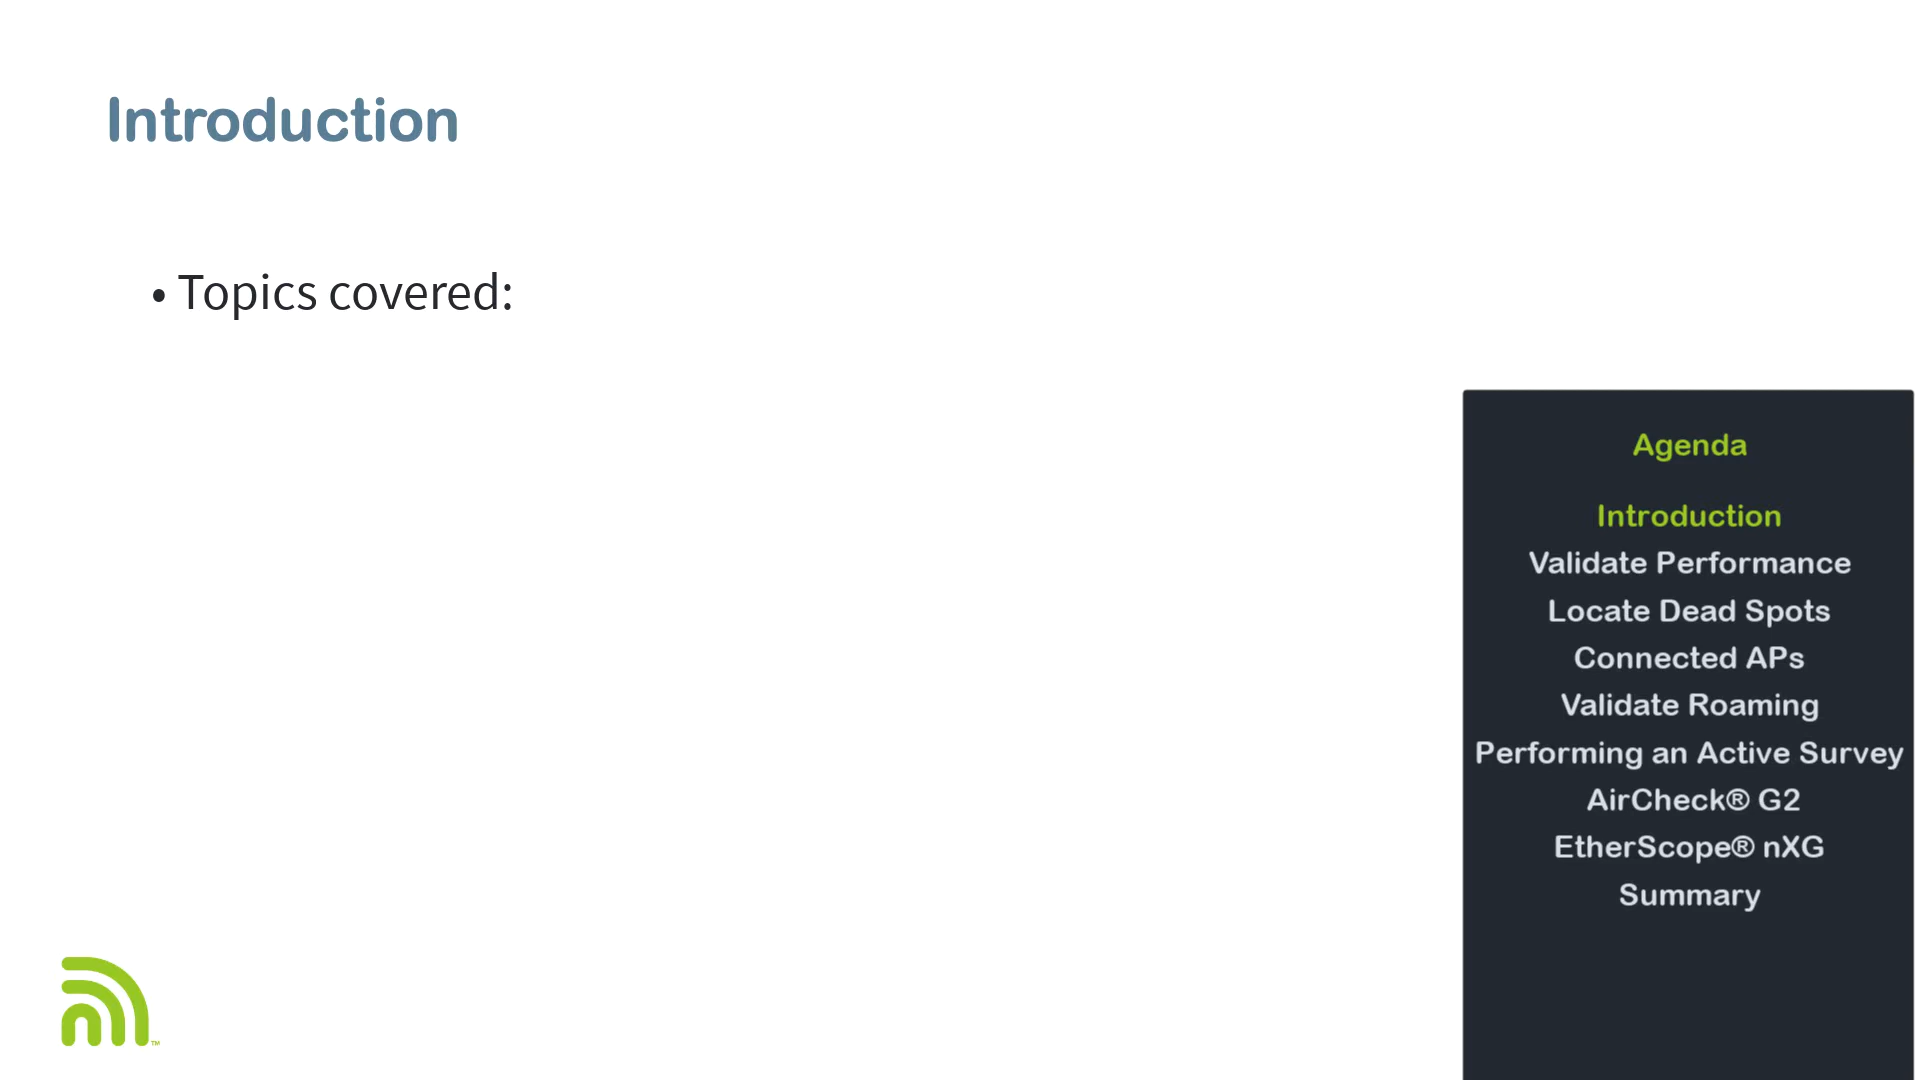 Introduction
• Topics covered:
Agenda
Introduction
Validate Performance
Locate Dead Spots
Connected APs
Validate Roaming
Performing an Active Survey
AirCheck® G2
EtherScope® nXG
Summary
™